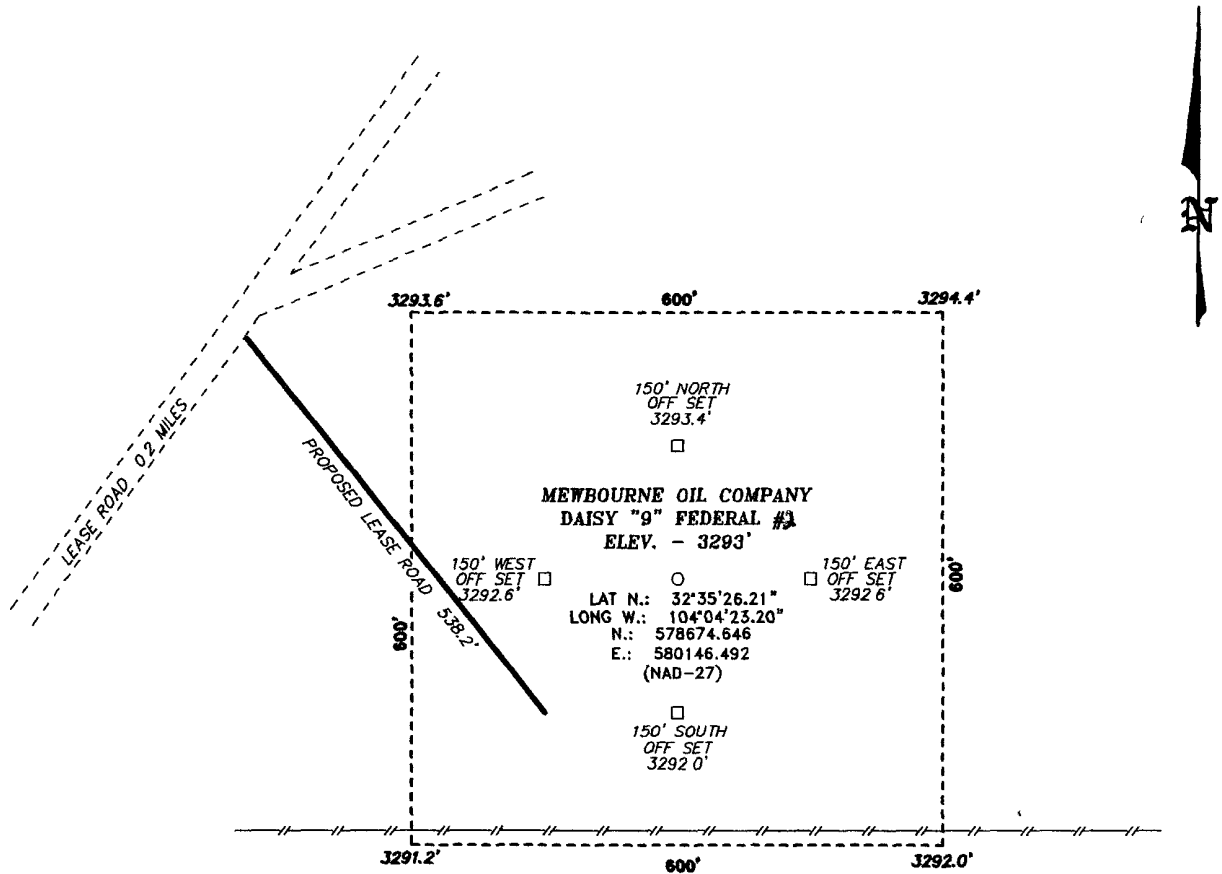 N
3293.6'
600'
3294.4'
150' NORTH
OFF SET
3293.4'
LEASE ROAD 0.2 MILES
PROPOSED LEASE ROAD 538.2'
MEWBOURNE OIL COMPANY
DAISY "9" FEDERAL
ELEV. - 3293'
150' WEST
OFF SET
3292.6'
150' EAST
OFF SET
3292 6'
600'
600'
LAT N.: 32°35'26.21"
LONG W.: 104°04'23.20"
N.: 578674.646
E.: 580146.492
(NAD-27)
150' SOUTH
OFF SET
3292 0'
3291.2'
600'
3292.0'